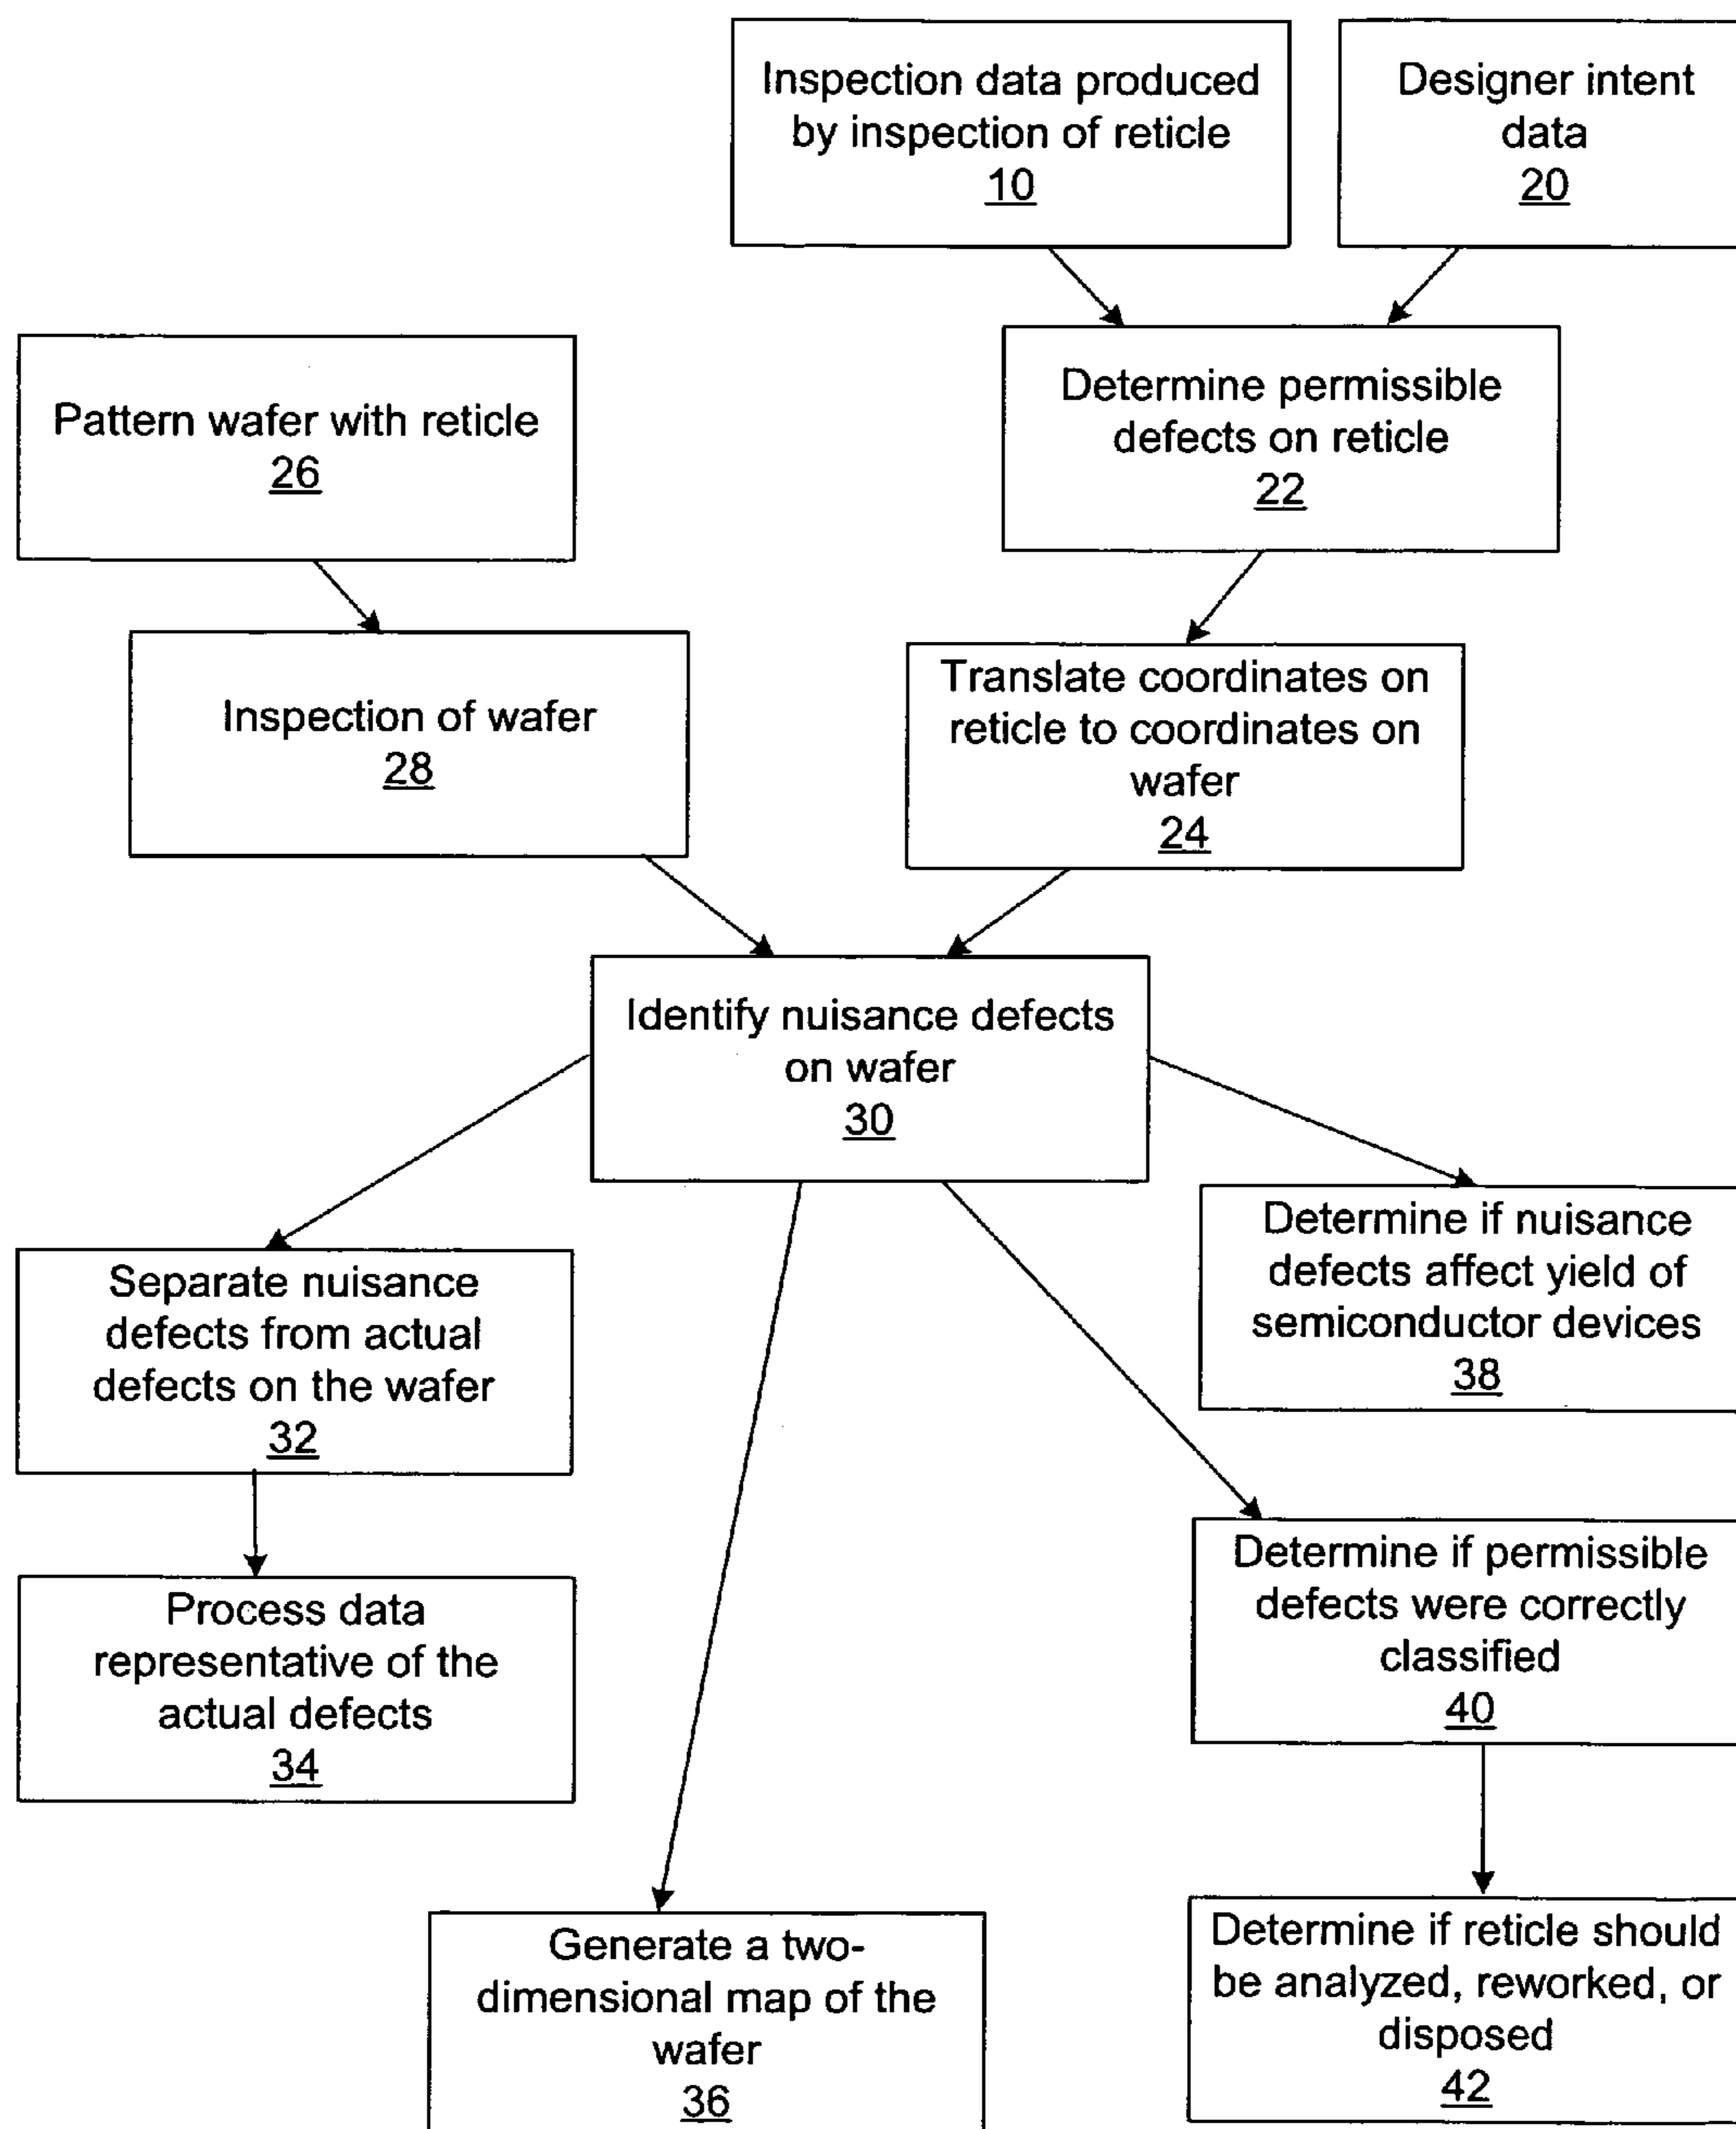 Inspection data produced
by inspection of reticle
10
Designer intent
data
20
Pattern wafer with reticle
26
Determine permissible
defects on reticle
22
Inspection of wafer
28
Translate coordinates on
reticle to coordinates on
wafer
24
Identify nuisance defects
on wafer
30
Separate nuisance
defects from actual
defects on the wafer
32
Determine if nuisance
defects affect yield of
semiconductor devices
38
Process data
representative of the
actual defects
34
Determine if permissible
defects were correctly
classified
40
Generate a two-
dimensional map of the
wafer
36
Determine if reticle should
be analyzed, reworked, or
disposed
42